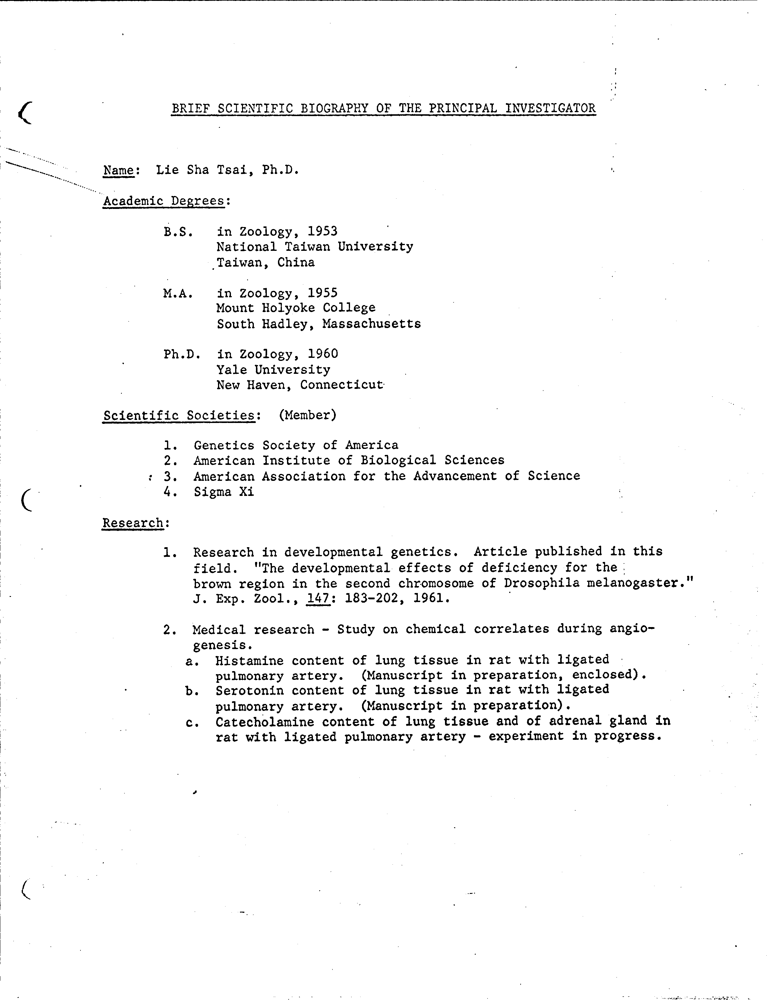 BRIEF SCIENTIFIC BIOGRAPHY OF THE PRINCIPAL INVESTIGATOR
Name: Lie Sha Tsai, Ph.D.
Academic Degrees:
B.S. in Zoology, 1953
National Taiwan University
Taiwan, China
M.A. in Zoology, 1955
Mount Holyoke College
South Hadley, Massachusetts
Ph.D. in Zoology, 1960
Yale University
New Haven, Connecticut
Scientific Societies: (Member)
1. Genetics Society of America
2. American Institute of Biological Sciences
3. American Association for the Advancement of Science
4. Sigma Xi
Research:
1. Research in developmental genetics. Article published in this
field. "The developmental effects of deficiency for the
brown region in the second chromosome of Drosophila melanogaster."
J. Exp. Zool., 147: 183-202, 1961.
2. Medical research - Study on chemical correlates during angio-
genesis.
a. Histamine content of lung tissue in rat with ligated
pulmonary artery. (Manuscript in preparation, enclosed).
b. Serotonin content of lung tissue in rat with ligated
pulmonary artery. (Manuscript in preparation).
c. Catecholamine content of lung tissue and of adrenal gland in
rat with ligated pulmonary artery - experiment in progress.